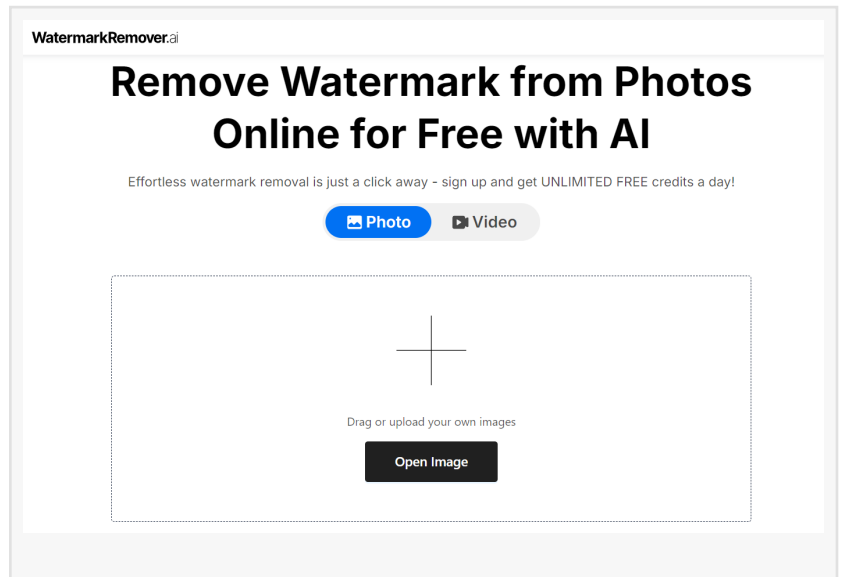 WatermarkRemover.ai
Remove Watermark from Photos
Online for Free with AI
Effortless watermark removal is just a click away - sign up and get UNLIMITED FREE credits a day!
Photo
Video
Drag or upload your own images
Open Image